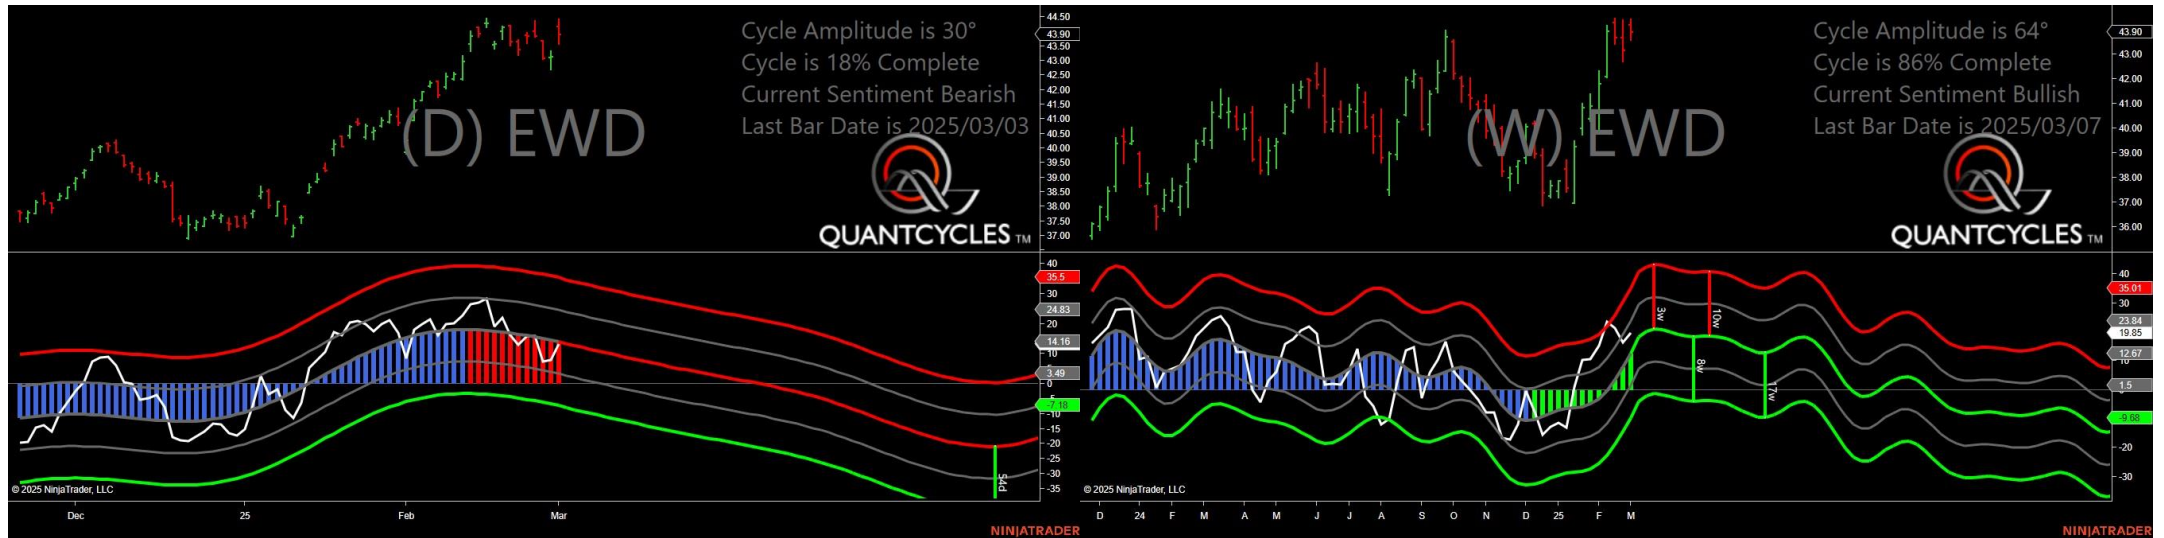 Cycle Amplitude is 30°
Cycle is 18% Complete
Current Sentiment Bearish
Last Bar Date is 2025/03/03
(D) EWD
QUANTCYCLES TM
44.50
43.90
43.50
43.00
42.50
42.00
41.50
41.00
40.50
40.00
39.50
39.00
38.50
38.00
37.50
37.00
40
35.5
30
24.83
20
14.16
10
3.49
0
-7.18
-10
-15
-20
-25
-30
-35
54d
© 2025 NinjaTrader, LLC
Dec
25
Feb
Mar
NINJATRADER
Cycle Amplitude is 64°
Cycle is 86% Complete
Current Sentiment Bullish
Last Bar Date is 2025/03/07
(W) EWD
QUANTCYCLES TM
43.90
43.00
42.00
41.00
40.00
39.00
38.00
37.00
36.00
40
35.01
30
23.84
19.85
12.67
1.5
-9.68
-20
-30
3w
10w
8w
17w
© 2025 NinjaTrader, LLC
D 24 F M A M J J A S O N D 25 F M
NINJATRADER